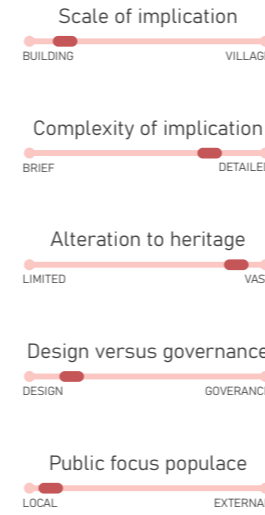 Scale of implication
BUILDING VILLAG
Complexity of implication
BRIEF DETAILE
Alteration to heritage
LIMITED VAS
Design versus governance
DESIGN GOVERANC
Public focus populace
LOCAL EXTERNA